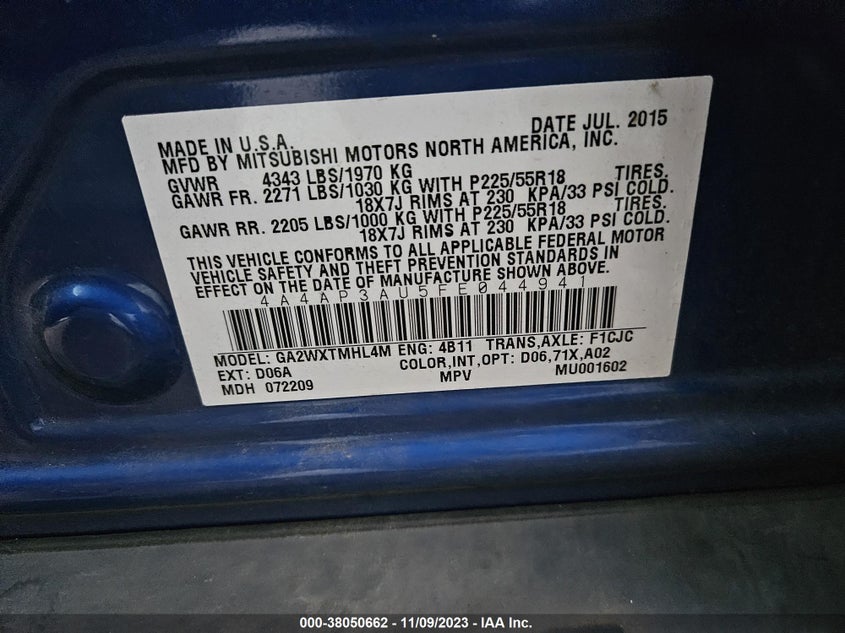 MADE IN U.S.A. DATE JUL. 2015
MFD BY MITSUBISHI MOTORS NORTH AMERICA, INC.
GVWR 4343 LBS/1970 KG
GAWR FR. 2271 LBS/1030 KG WITH P225/55R18 TIRES.
18X7J RIMS AT 230 KPA/33 PSI COLD.
GAWR RR. 2205 LBS/1000 KG WITH P225/55R18 TIRES.
18X7J RIMS AT 230 KPA/33 PSI COLD.
THIS VEHICLE CONFORMS TO ALL APPLICABLE FEDERAL MOTOR
VEHICLE SAFETY AND THEFT PREVENTION STANDARDS IN
EFFECT ON THE DATE OF MANUFACTURE SHOWN ABOVE.
4A4AP3AU5FE044941
MODEL: GA2WXTMHL4M ENG: 4B11 TRANS,AXLE: F1CJC
EXT: D06A COLOR,INT,OPT: D06,71X,A02
MDH 072209 MPV MU001602
000-38050662 - 11/09/2023 - IAA Inc.